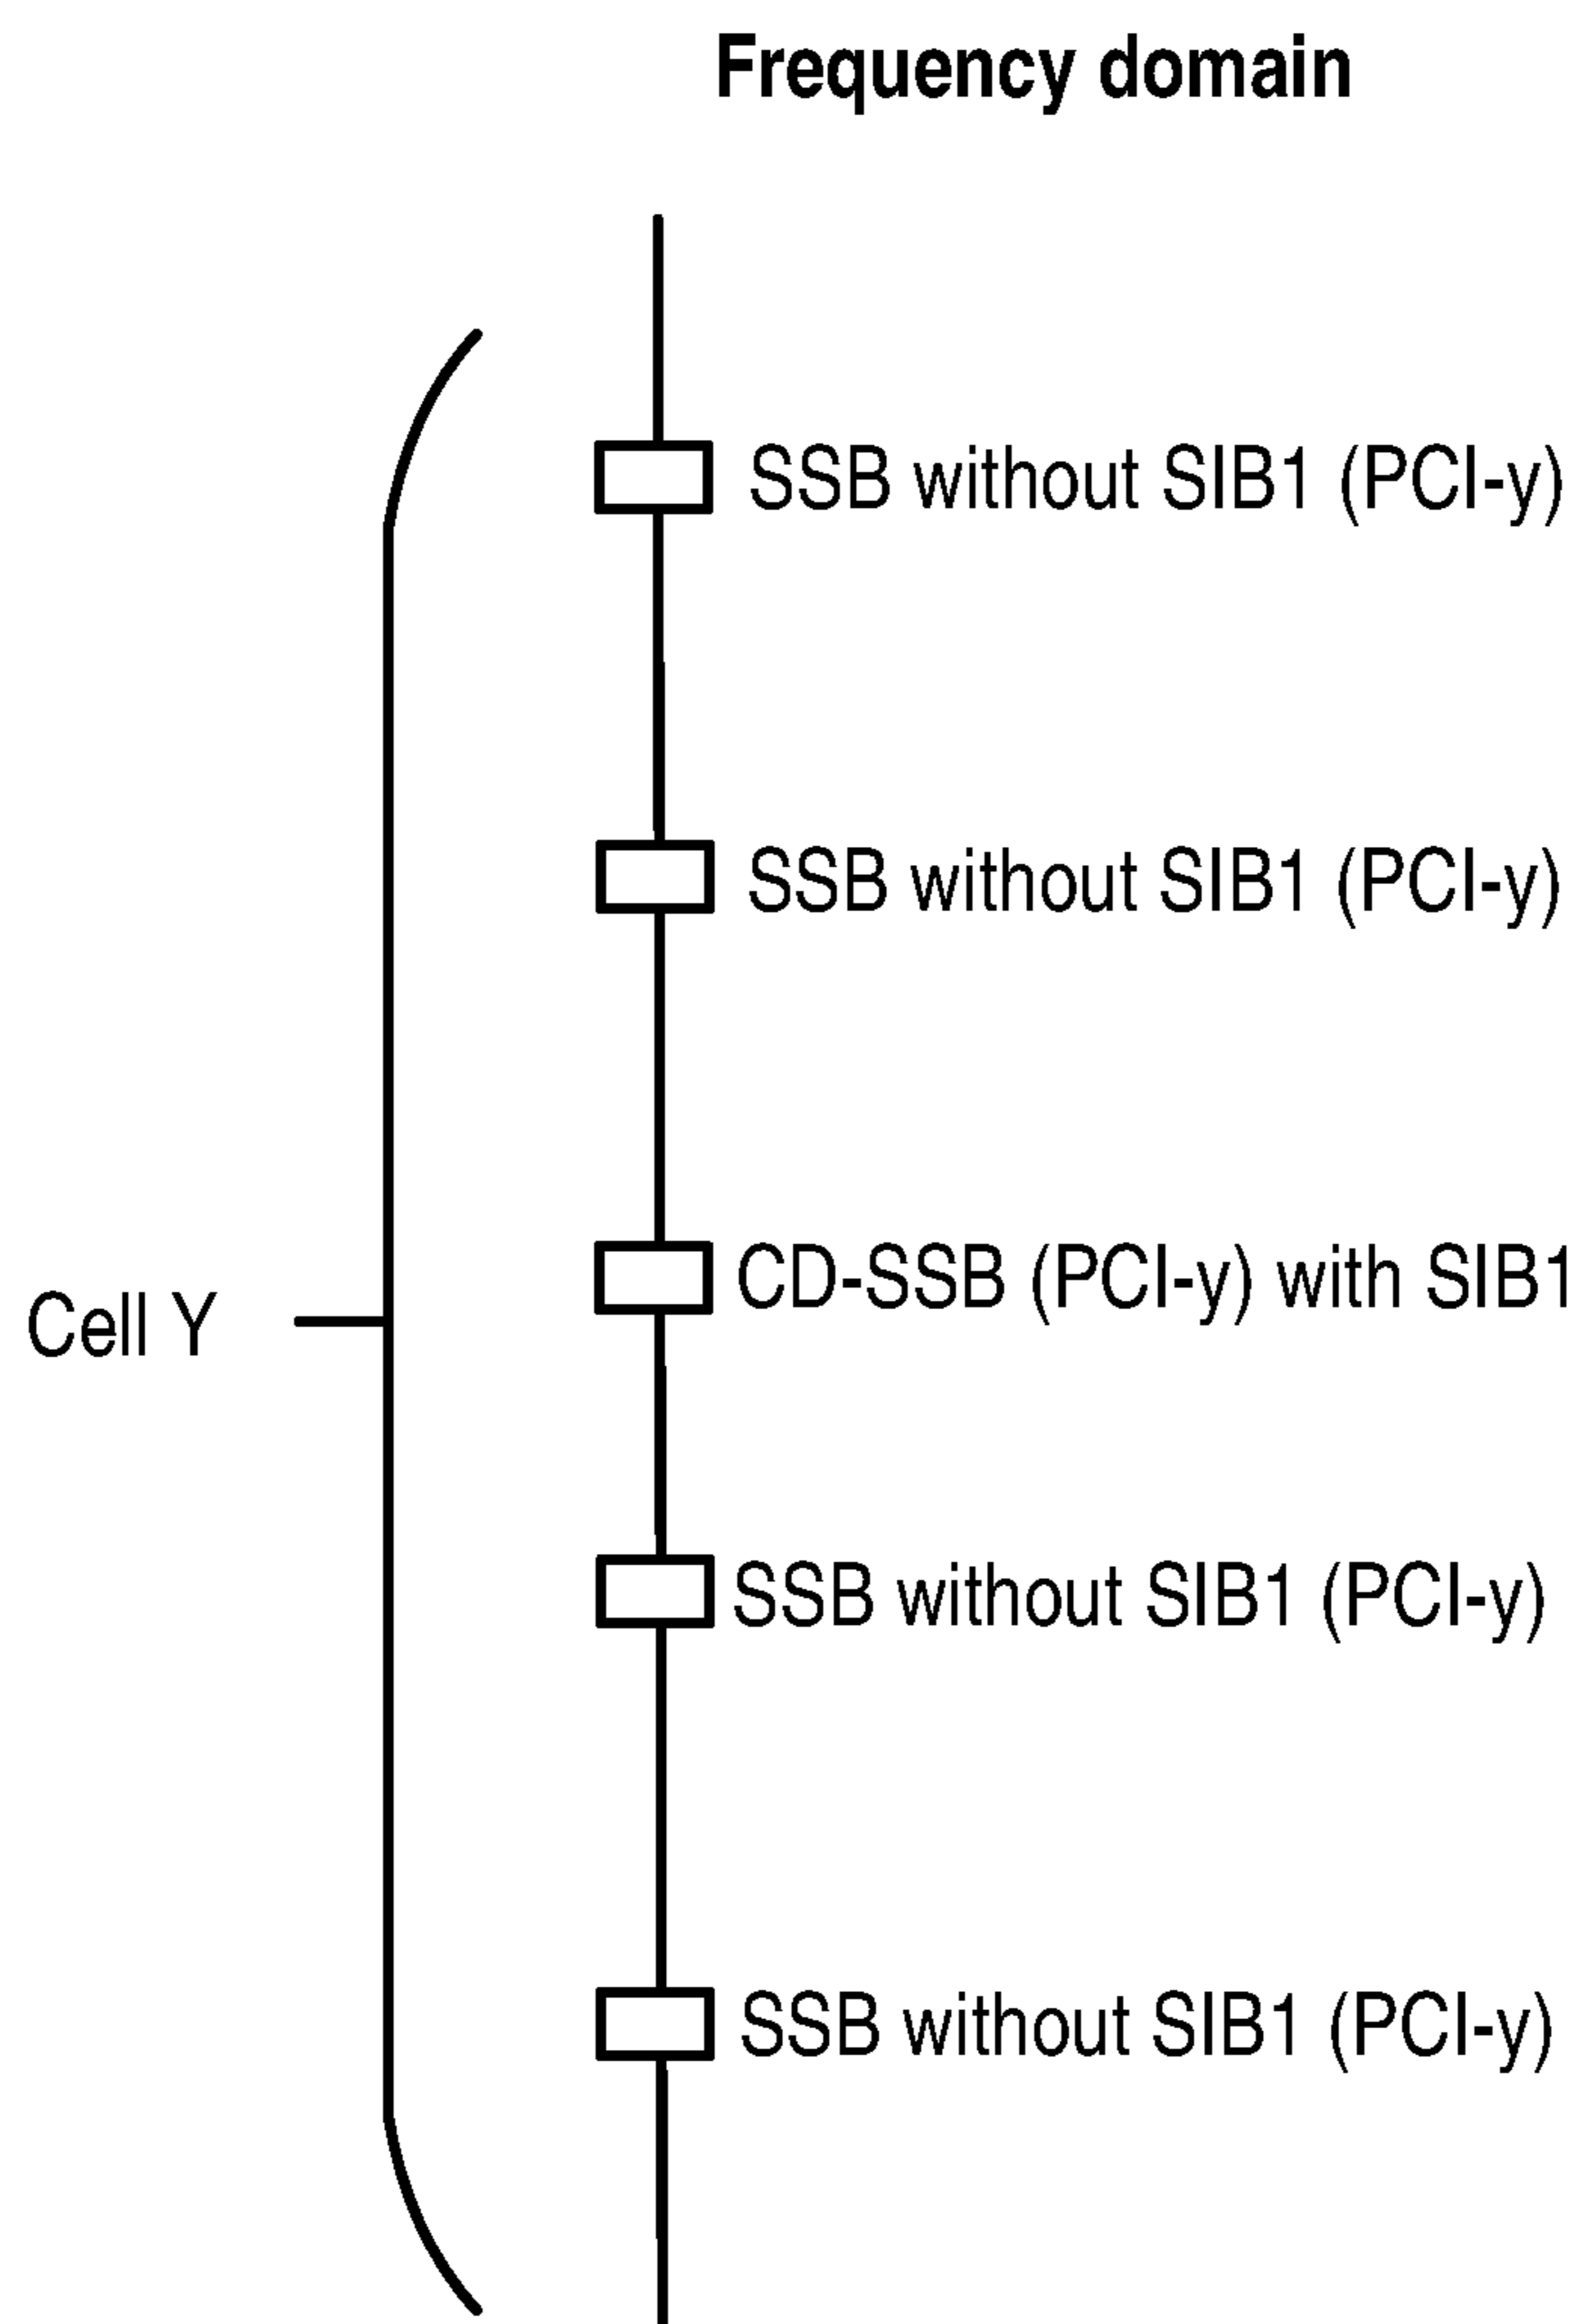 Frequency domain
SSB without SIB1 (PCI-y)
SSB without SIB1 (PCI-y)
CD-SSB (PCI-y) with SIB1
Cell Y
SSB without SIB1 (PCI-y)
SSB without SIB1 (PCI-y)